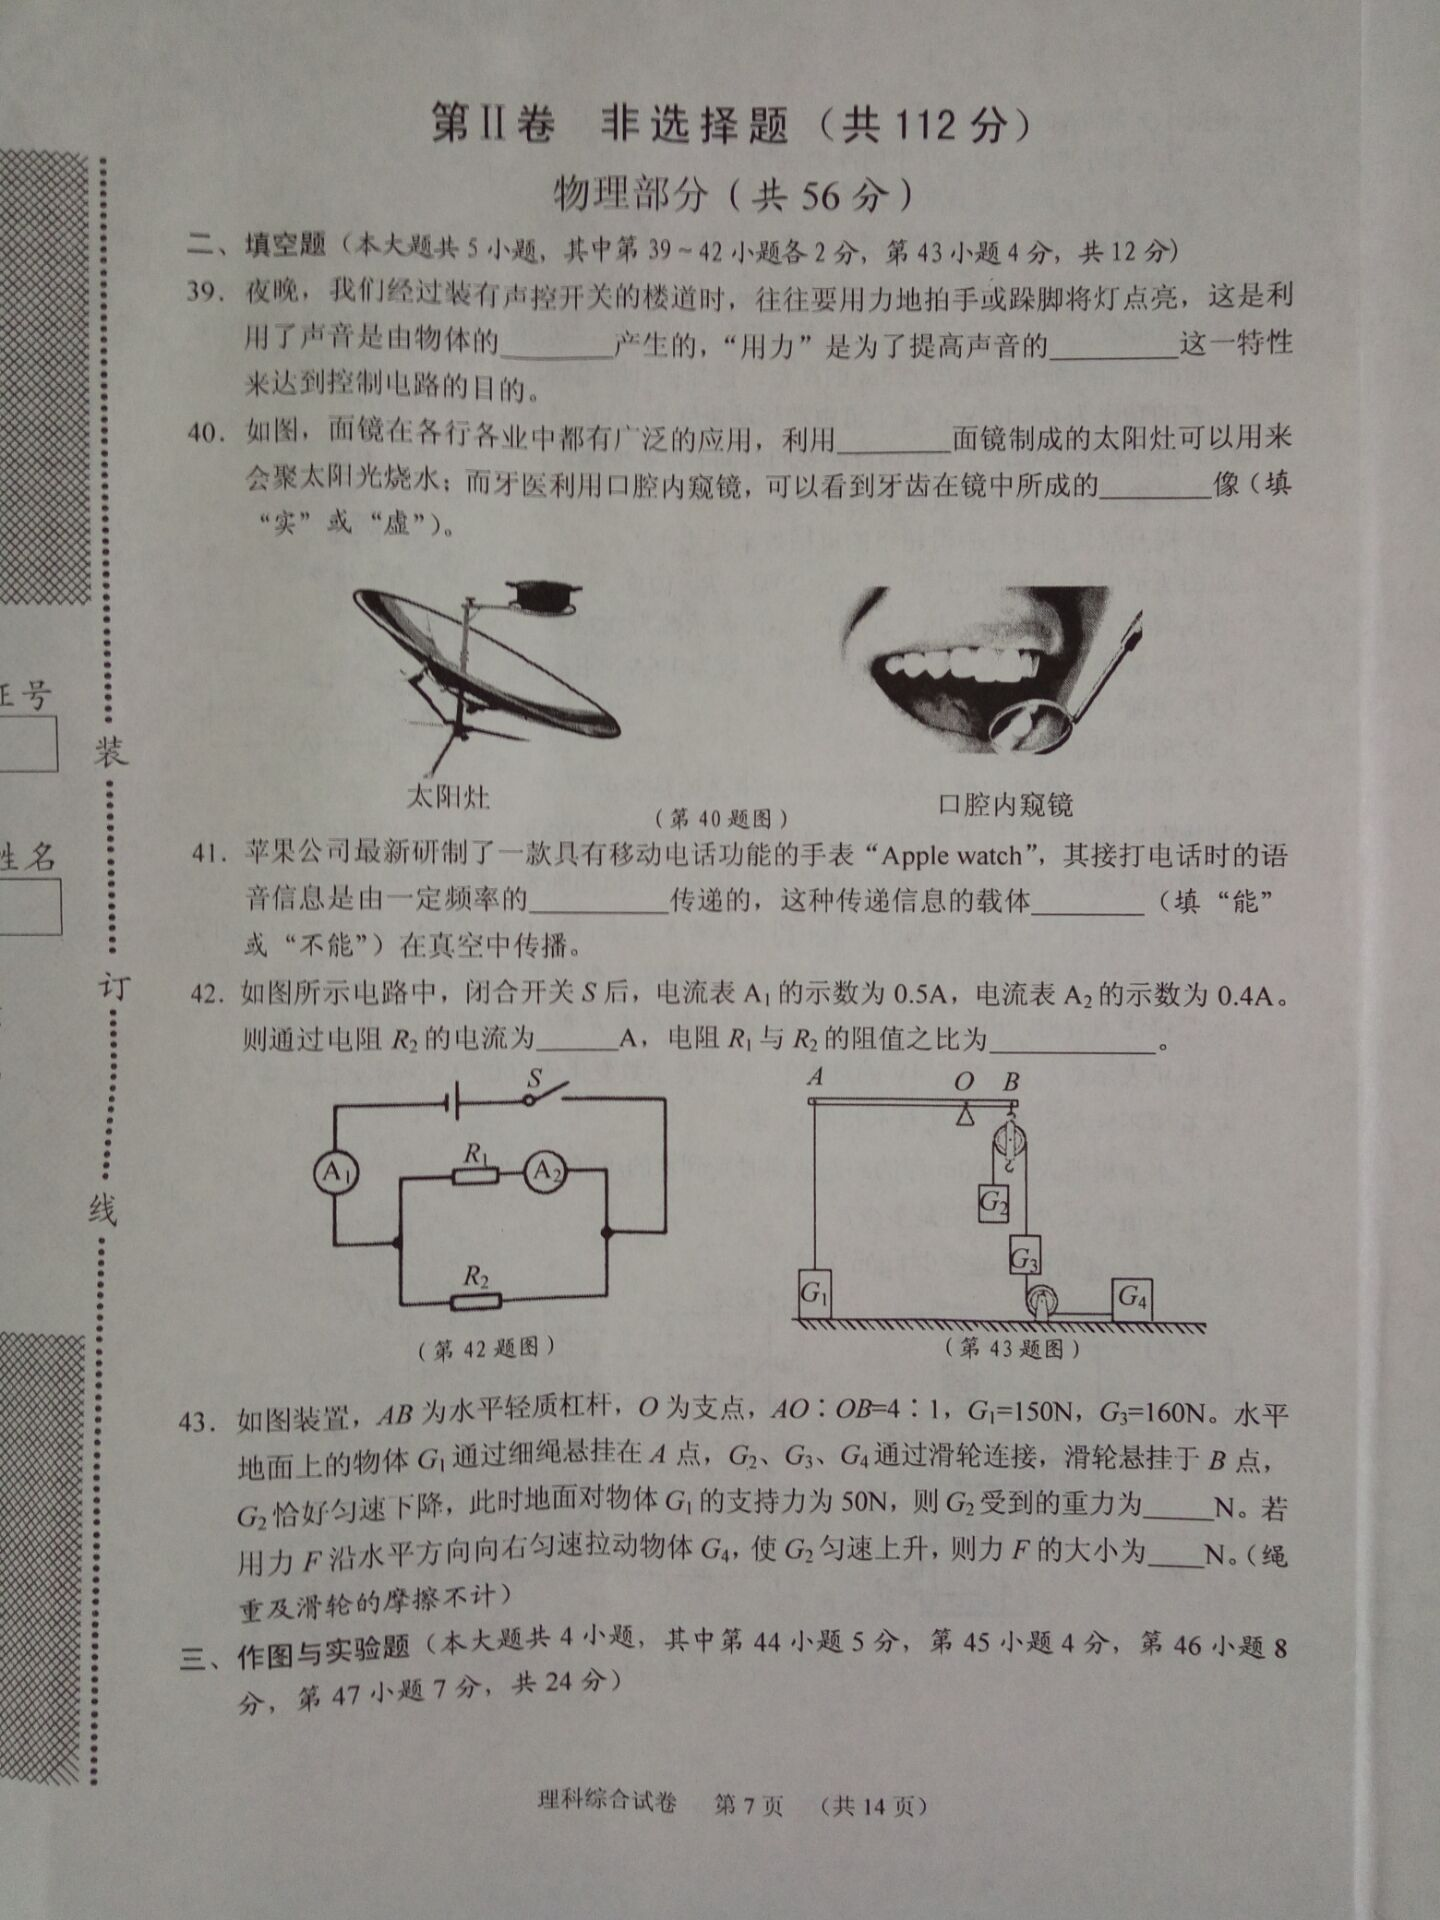 第Ⅱ卷 非选择题（共112分）
物理部分（共56分）
二、填空题（本大题共5小题，其中第39~42小题各2分，第43小题4分，共12分）
39. 夜晚，我们经过装有声控开关的楼道时，往往要用力地拍手或跺脚将灯点亮，这是利
用了声音是由物体的________产生的，“用力”是为了提高声音的_________这一特性
来达到控制电路的目的。
40. 如图，面镜在各行各业中都有广泛的应用，利用________面镜制成的太阳灶可以用来
会聚太阳光烧水；而牙医利用口腔内窥镜，可以看到牙齿在镜中所成的________像（填
“实”或“虚”）。
太阳灶
口腔内窥镜
（第40题图）
41. 苹果公司最新研制了一款具有移动电话功能的手表“Apple watch”，其接打电话时的语
音信息是由一定频率的__________传递的，这种传递信息的载体________（填“能”
或“不能”）在真空中传播。
42. 如图所示电路中，闭合开关S后，电流表A₁的示数为0.5A，电流表A₂的示数为0.4A。
则通过电阻R₂的电流为______A，电阻R₁与R₂的阻值之比为____________。
S
A₁
R₁
A₂
R₂
（第42题图）
A O B
G₂
G₃
G₁
G₄
（第43题图）
43. 如图装置，AB为水平轻质杠杆，O为支点，AO∶OB=4∶1，G₁=150N，G₃=160N。水平
地面上的物体G₁通过细绳悬挂在A点，G₂、G₃、G₄通过滑轮连接，滑轮悬挂于B点，
G₂恰好匀速下降，此时地面对物体G₁的支持力为50N，则G₂受到的重力为_____N。若
用力F沿水平方向向右匀速拉动物体G₄，使G₂匀速上升，则力F的大小为____N。（绳
重及滑轮的摩擦不计）
三、作图与实验题（本大题共4小题，其中第44小题5分，第45小题4分，第46小题8
分，第47小题7分，共24分）
理科综合试卷 第7页 （共14页）
证号
姓名
装
订
线